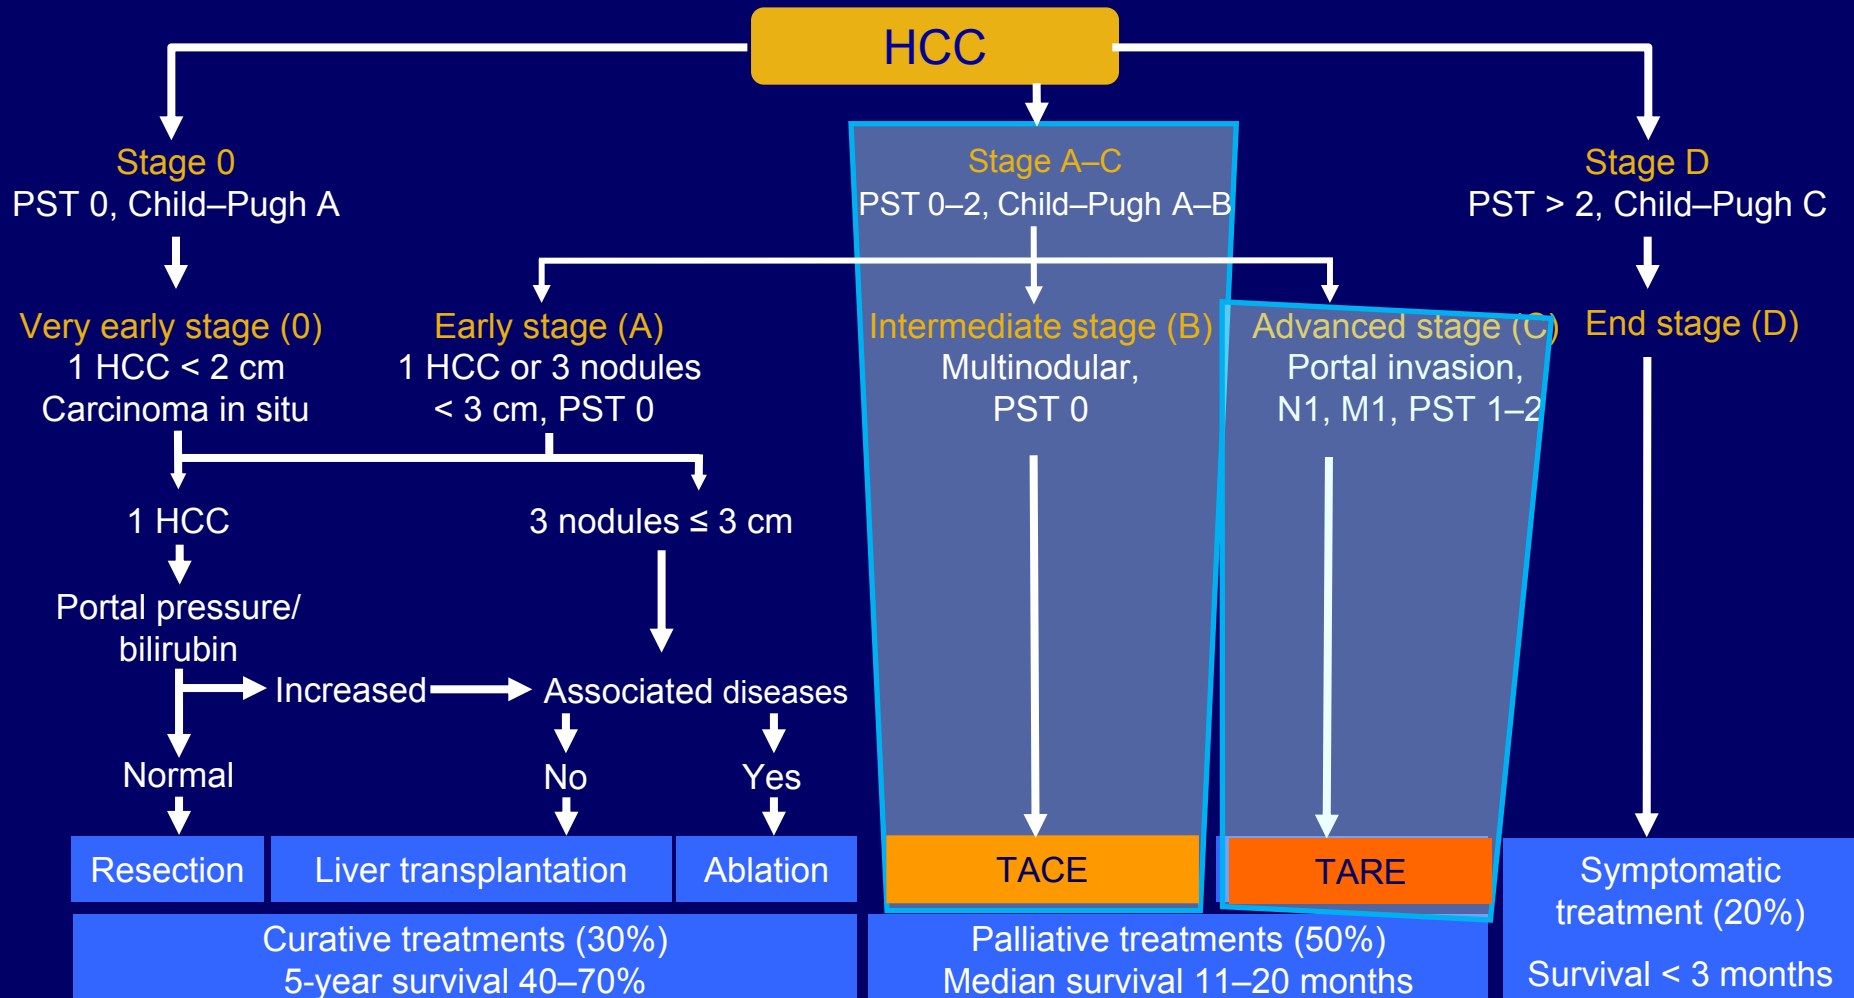 HCC
Stage 0
PST 0, Child–Pugh A
Stage A–C
PST 0–2, Child–Pugh A–B
Stage D
PST > 2, Child–Pugh C
Very early stage (0)
1 HCC < 2 cm
Carcinoma in situ
Early stage (A)
1 HCC or 3 nodules
< 3 cm, PST 0
Intermediate stage (B)
Multinodular,
PST 0
Advanced stage (C)
Portal invasion,
N1, M1, PST 1–2
End stage (D)
1 HCC
3 nodules ≤ 3 cm
Portal pressure/
bilirubin
Increased
Associated diseases
Normal
No
Yes
Resection
Liver transplantation
Ablation
TACE
TARE
Symptomatic
treatment (20%)
Survival < 3 months
Curative treatments (30%)
5-year survival 40–70%
Palliative treatments (50%)
Median survival 11–20 months